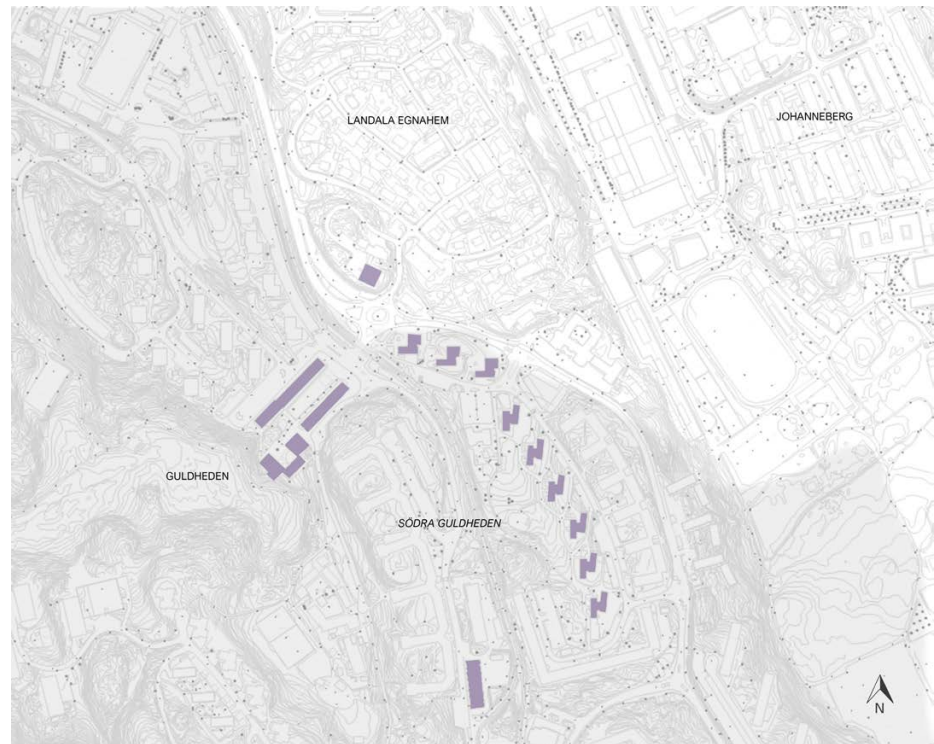 LANDALA EGNAHEM
JOHANNEBERG
GULDHEDEN
SÖDRA GULDHEDEN
N